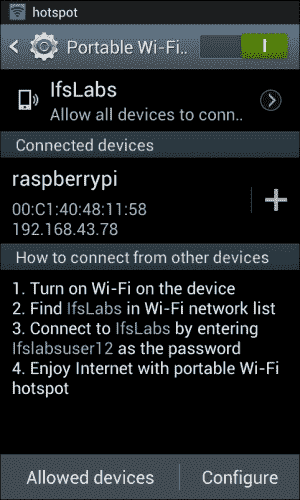 hotspot
Portable Wi-Fi..
IfsLabs
Allow all devices to conn..
Connected devices
raspberrypi
00:C1:40:48:11:58
192.168.43.78
How to connect from other devices
1. Turn on Wi-Fi on the device
2. Find IfsLabs in Wi-Fi network list
3. Connect to IfsLabs by entering
Ifslabsuser12 as the password
4. Enjoy Internet with portable Wi-Fi
hotspot
Allowed devices
Configure